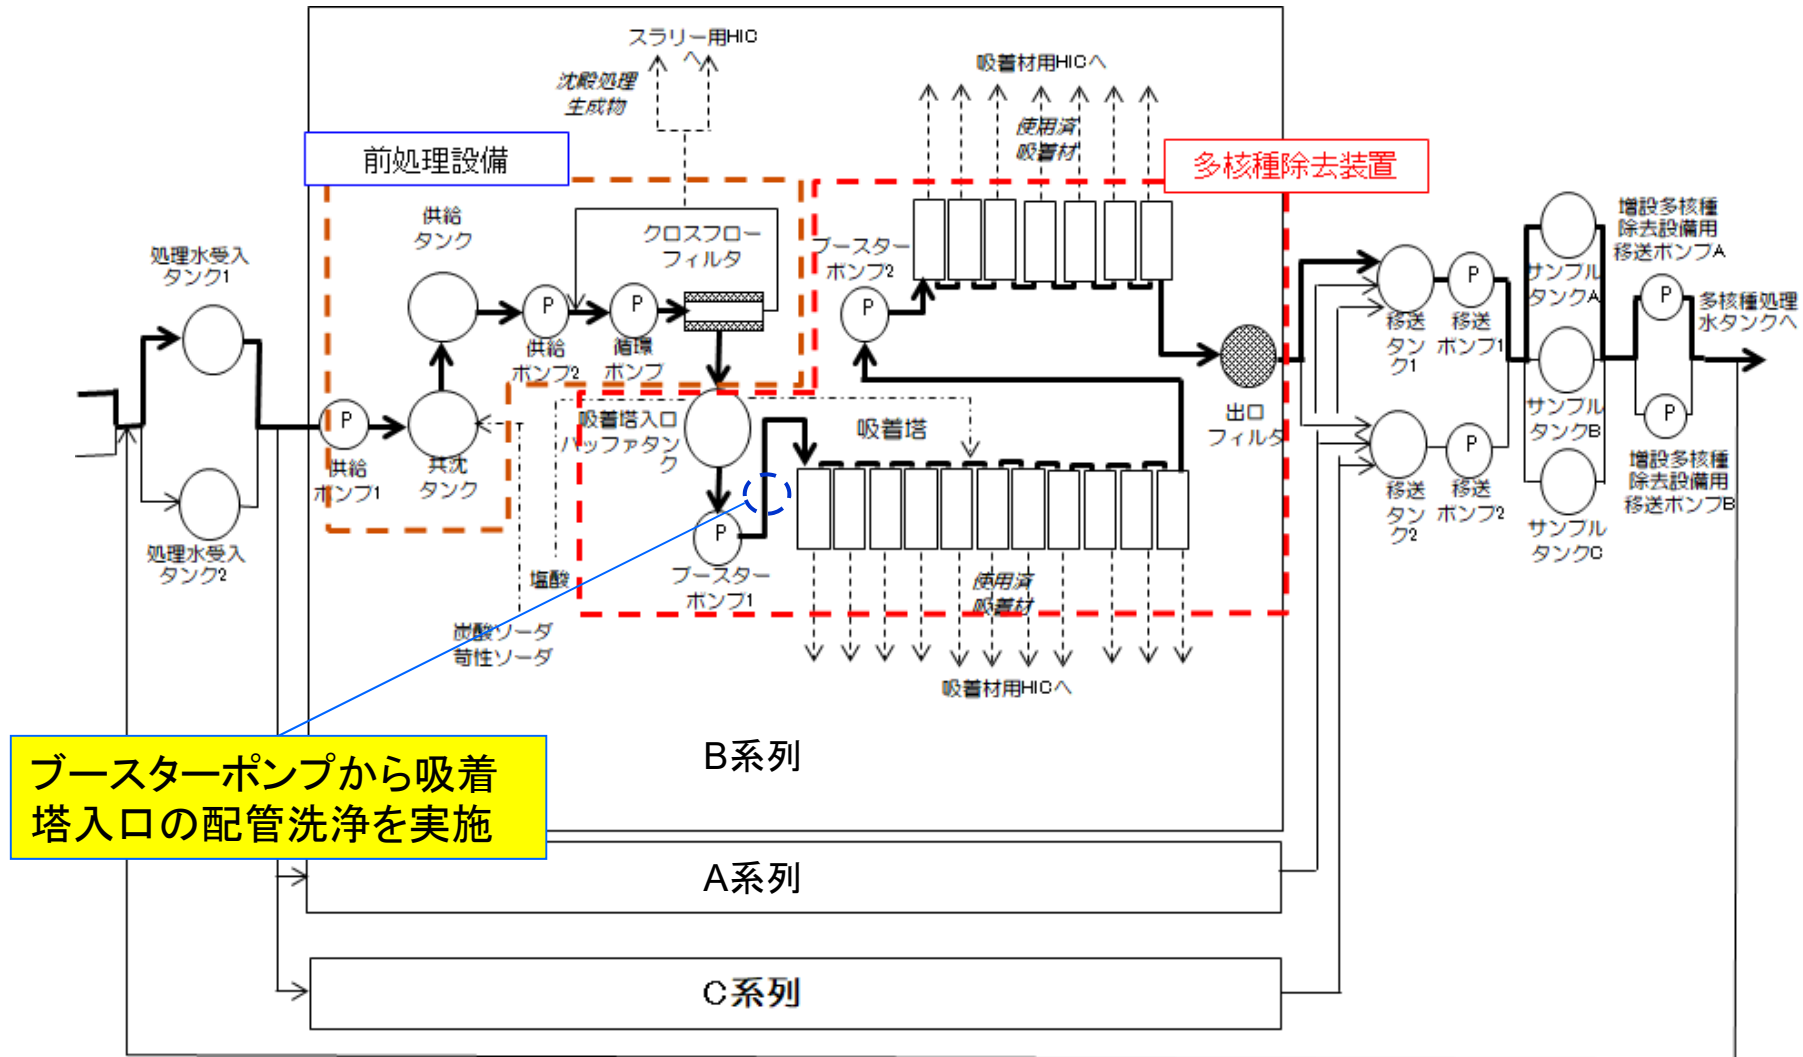 スラリー用HIC
へ
沈殿処理
生成物
吸着材用HICへ
使用済
吸着材
前処理設備
多核種除去装置
供給
タンク
クロスフロー
フィルタ
ブースター
ポンプ2
処理水受入
タンク1
増設多核種
除去設備用
移送ポンプA
サンプル
タンクA
P
P
P
P
P
供給
ポンプ2
循環
ポンプ
移送
タン
ク1
移送
ポンプ1
多核種処理
水タンクへ
吸着塔入口
バッファタン
ク
吸着塔
出口
フィルタ
サンプル
タンクB
P
P
P
供給
ポンプ1
共沈
タンク
移送
タン
ク2
移送
ポンプ2
増設多核種
除去設備用
移送ポンプB
サンプル
タンクC
P
処理水受入
タンク2
ブースター
ポンプ1
塩酸
使用済
吸着材
炭酸ソーダ
苛性ソーダ
吸着材用HICへ
ブースターポンプから吸着
塔入口の配管洗浄を実施
B系列
A系列
C系列